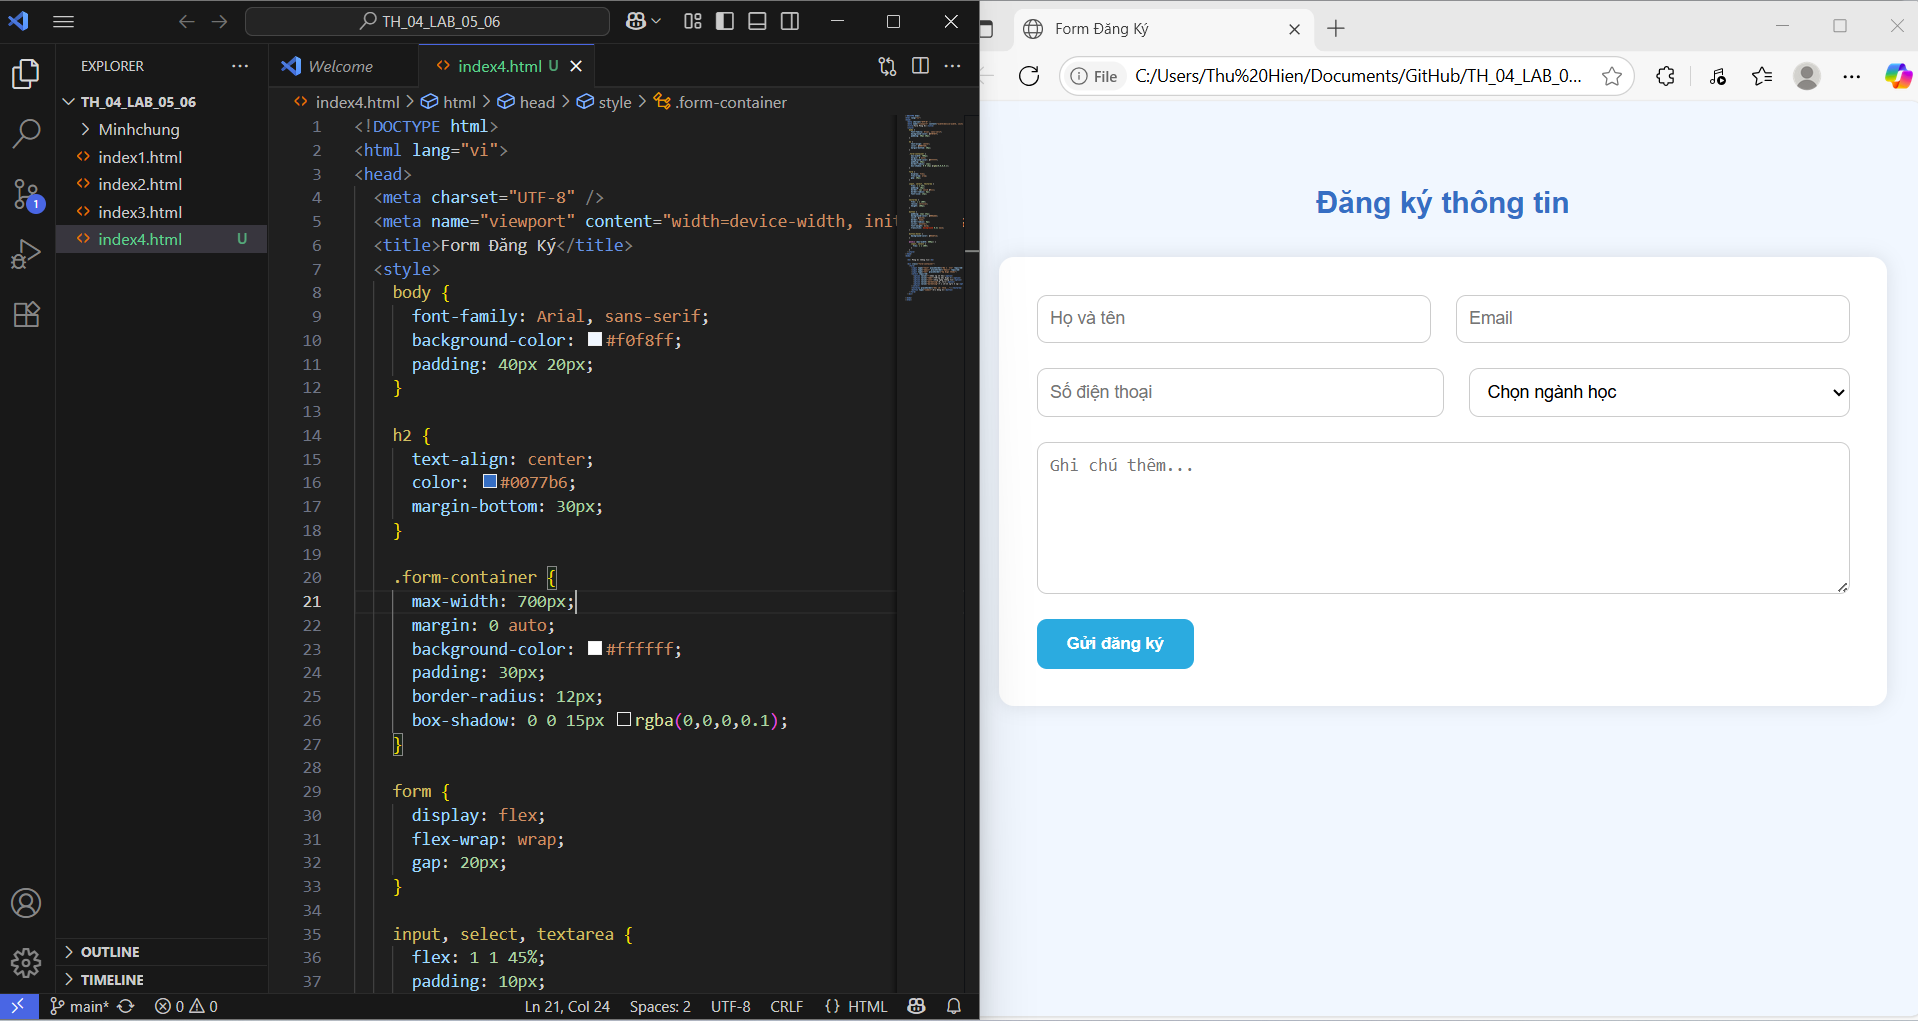 TH_04_LAB_05_06
EXPLORER
TH_04_LAB_05_06
Minhchung
index1.html
index2.html
index3.html
index4.html U
OUTLINE
TIMELINE
1
Welcome
index4.html U
index4.html > html > head > style > .form-container
1 <!DOCTYPE html>
2 <html lang="vi">
3 <head>
4 <meta charset="UTF-8" />
5 <meta name="viewport" content="width=device-width, init
6 <title>Form Đăng Ký</title>
7 <style>
8 body {
9 font-family: Arial, sans-serif;
10 background-color: #f0f8ff;
11 padding: 40px 20px;
12 }
13
14 h2 {
15 text-align: center;
16 color: #0077b6;
17 margin-bottom: 30px;
18 }
19
20 .form-container {
21 max-width: 700px;
22 margin: 0 auto;
23 background-color: #ffffff;
24 padding: 30px;
25 border-radius: 12px;
26 box-shadow: 0 0 15px rgba(0,0,0,0.1);
27 }
28
29 form {
30 display: flex;
31 flex-wrap: wrap;
32 gap: 20px;
33 }
34
35 input, select, textarea {
36 flex: 1 1 45%;
37 padding: 10px;
main* 0 0 Ln 21, Col 24 Spaces: 2 UTF-8 CRLF {} HTML
Form Đăng Ký
File C:/Users/Thu%20Hien/Documents/GitHub/TH_04_LAB_0...
Đăng ký thông tin
Họ và tên
Email
Số điện thoại
Chọn ngành học
Ghi chú thêm...
Gửi đăng ký